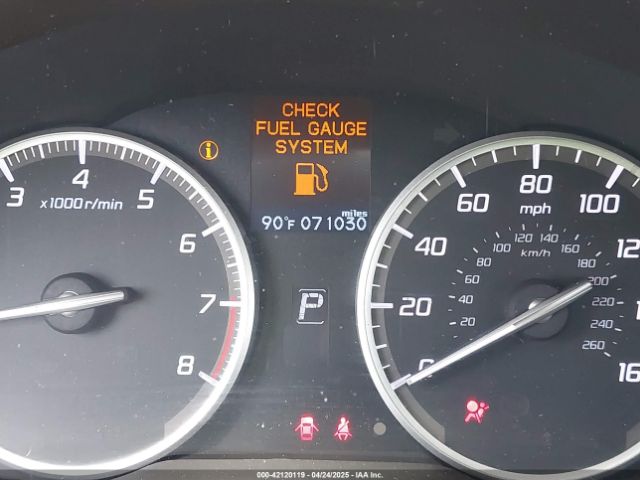 CHECK
FUEL GAUGE
SYSTEM
i
miles
90°F 071030
P
3 4 5 6 7 8
x1000r/min
0 20 40 60 80 100 12 16
mph
20 40 60 80 100 120 140 160 180 200 220 240 260
km/h
000-42120119 - 04/24/2025 - IAA Inc.